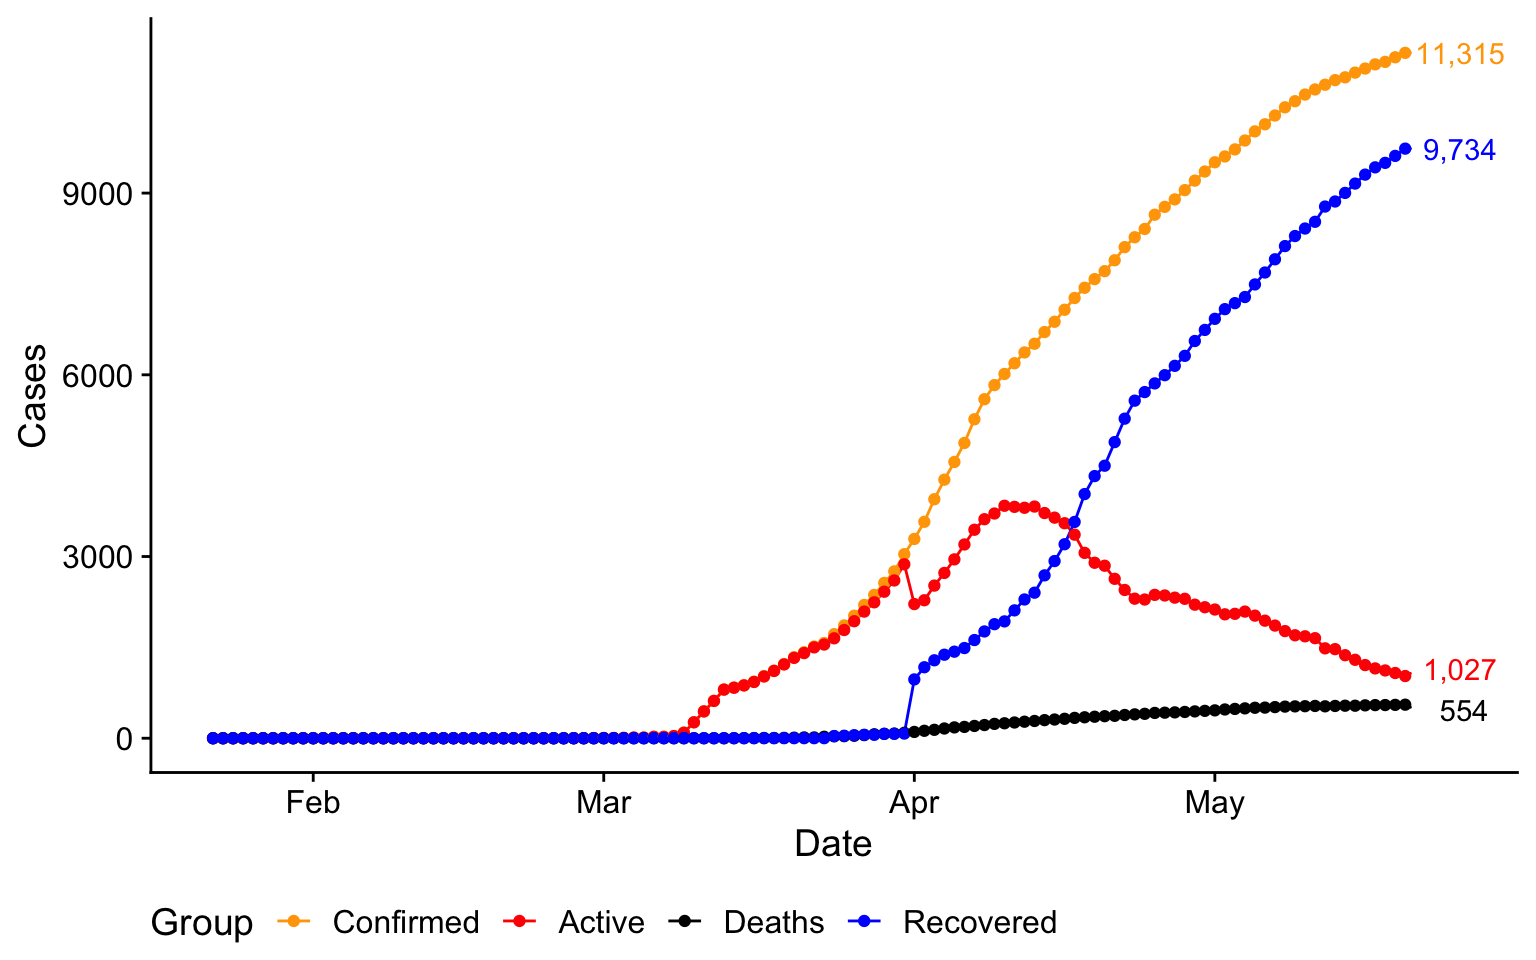 11,315
9,734
9000
6000
3000
1,027
554
0
Cases
Feb Mar Apr May
Date
Group Confirmed Active Deaths Recovered